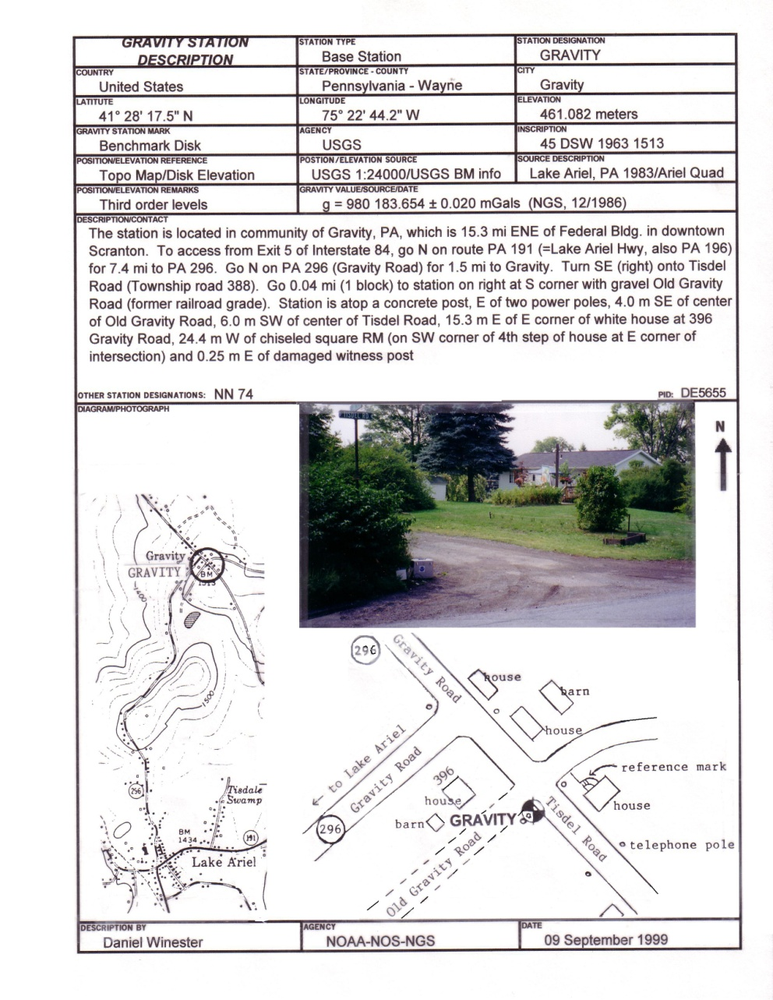 GRAVITY STATION DESCRIPTION
STATION TYPE
Base Station
STATION DESIGNATION
GRAVITY
COUNTRY
United States
STATE/PROVINCE - COUNTY
Pennsylvania - Wayne
CITY
Gravity
LATITUTE
41° 28' 17.5" N
LONGITUDE
75° 22' 44.2" W
ELEVATION
461.082 meters
GRAVITY STATION MARK
Benchmark Disk
AGENCY
USGS
INSCRIPTION
45 DSW 1963 1513
POSITION/ELEVATION REFERENCE
Topo Map/Disk Elevation
POSTION/ELEVATION SOURCE
USGS 1:24000/USGS BM info
SOURCE DESCRIPTION
Lake Ariel, PA 1983/Ariel Quad
POSITION/ELEVATION REMARKS
Third order levels
GRAVITY VALUE/SOURCE/DATE
g = 980 183.654 ± 0.020 mGals (NGS, 12/1986)
DESCRIPTION/CONTACT
The station is located in community of Gravity, PA, which is 15.3 mi ENE of Federal Bldg. in downtown
Scranton. To access from Exit 5 of Interstate 84, go N on route PA 191 (=Lake Ariel Hwy, also PA 196)
for 7.4 mi to PA 296. Go N on PA 296 (Gravity Road) for 1.5 mi to Gravity. Turn SE (right) onto Tisdel
Road (Township road 388). Go 0.04 mi (1 block) to station on right at S corner with gravel Old Gravity
Road (former railroad grade). Station is atop a concrete post, E of two power poles, 4.0 m SE of center
of Old Gravity Road, 6.0 m SW of center of Tisdel Road, 15.3 m E of E corner of white house at 396
Gravity Road, 24.4 m W of chiseled square RM (on SW corner of 4th step of house at E corner of
intersection) and 0.25 m E of damaged witness post
OTHER STATION DESIGNATIONS: NN 74
PID: DE5655
DIAGRAM/PHOTOGRAPH
TISDEL RD
N
Gravity
GRAVITY
BM
1513
1400
1500
296
Tisdale
Swamp
BM
1434
191
Lake Ariel
296
Gravity Road
house
barn
house
to Lake Ariel
Gravity Road
396
house
reference mark
house
296
barn
GRAVITY
Tisdel Road
telephone pole
Old Gravity Road
DESCRIPTION BY
Daniel Winester
AGENCY
NOAA-NOS-NGS
DATE
09 September 1999